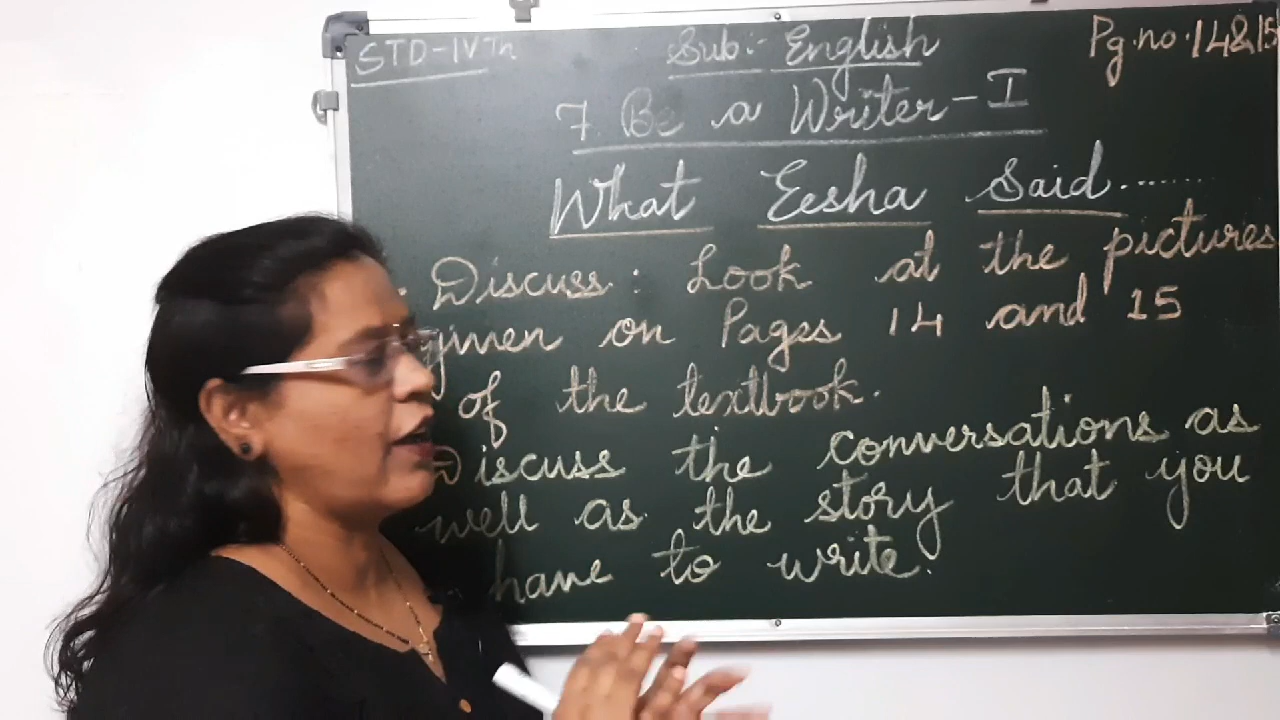 STD-IVTh
Sub:- English
Pg.no.14&15
7 Be a Writer-I
What Eesha said........
Discuss: Look at the pictures
given on Pages 14 and 15
of the textbook.
Discuss the conversations as
well as the story that you
have to write.